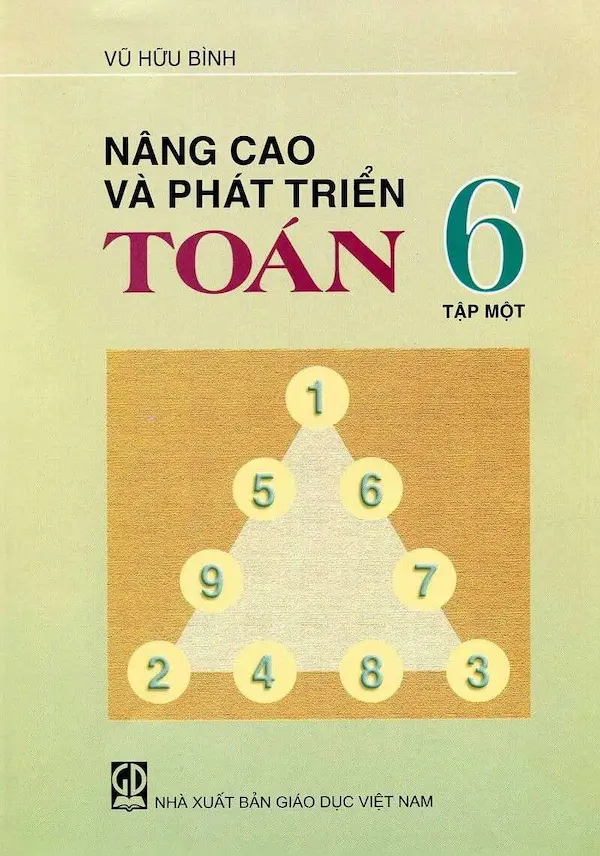 VŨ HỮU BÌNH
NÂNG CAO
VÀ PHÁT TRIỂN
TOÁN 6
TẬP MỘT
1
5 6
9 7
2 4 8 3
GD
NHÀ XUẤT BẢN GIÁO DỤC VIỆT NAM